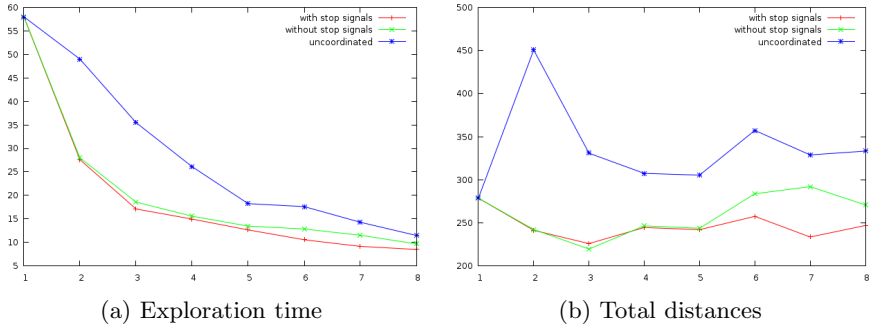 with stop signals
without stop signals
uncoordinated
60
55
50
45
40
35
30
25
20
15
10
5
1 2 3 4 5 6 7 8
(a) Exploration time
with stop signals
without stop signals
uncoordinated
500
450
400
350
300
250
200
1 2 3 4 5 6 7 8
(b) Total distances